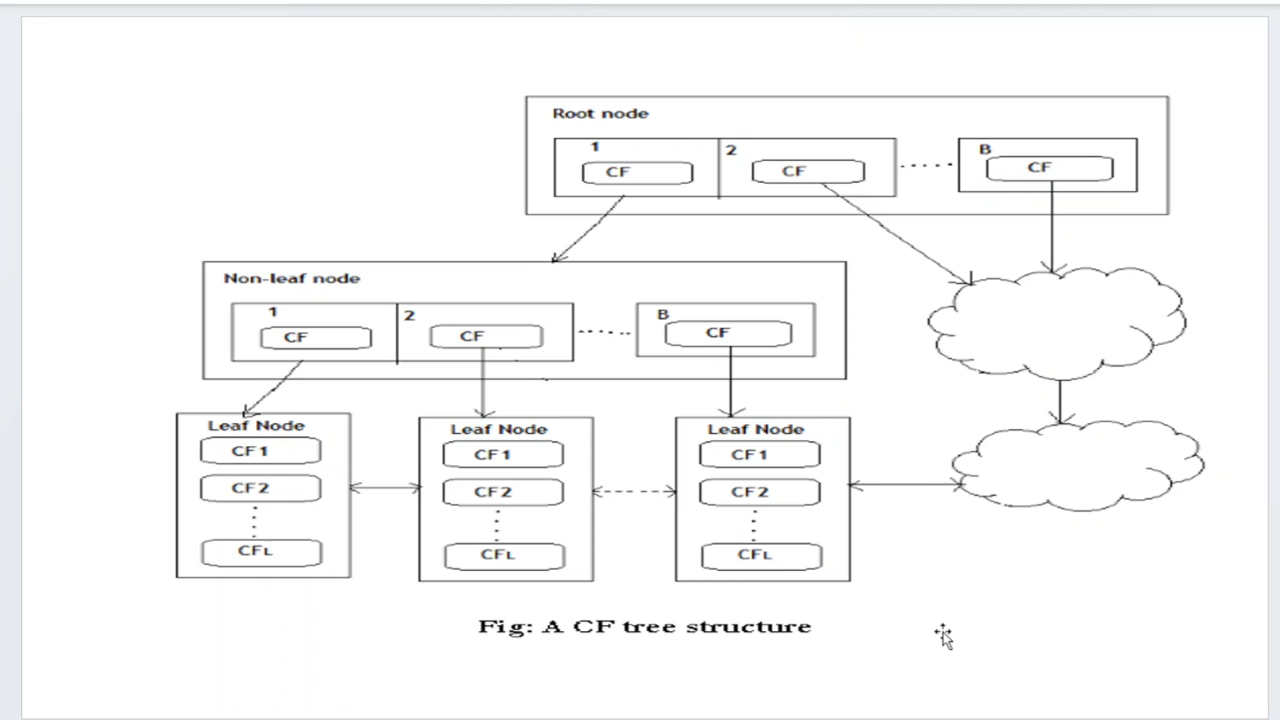 Root node
1
2
B
CF
CF
CF
Non-leaf node
1
2
B
CF
CF
CF
Leaf Node
CF1
CF2
CFL
Leaf Node
CF1
CF2
CFL
Leaf Node
CF1
CF2
CFL
Fig: A CF tree structure